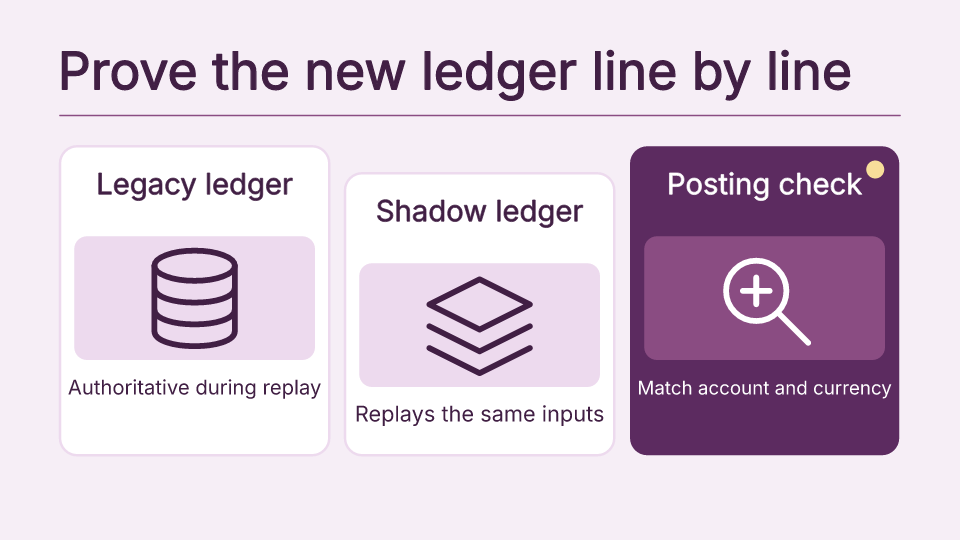 Prove the new ledger line by line
Legacy ledger
Authoritative during replay
Shadow ledger
Replays the same inputs
Posting check
Match account and currency